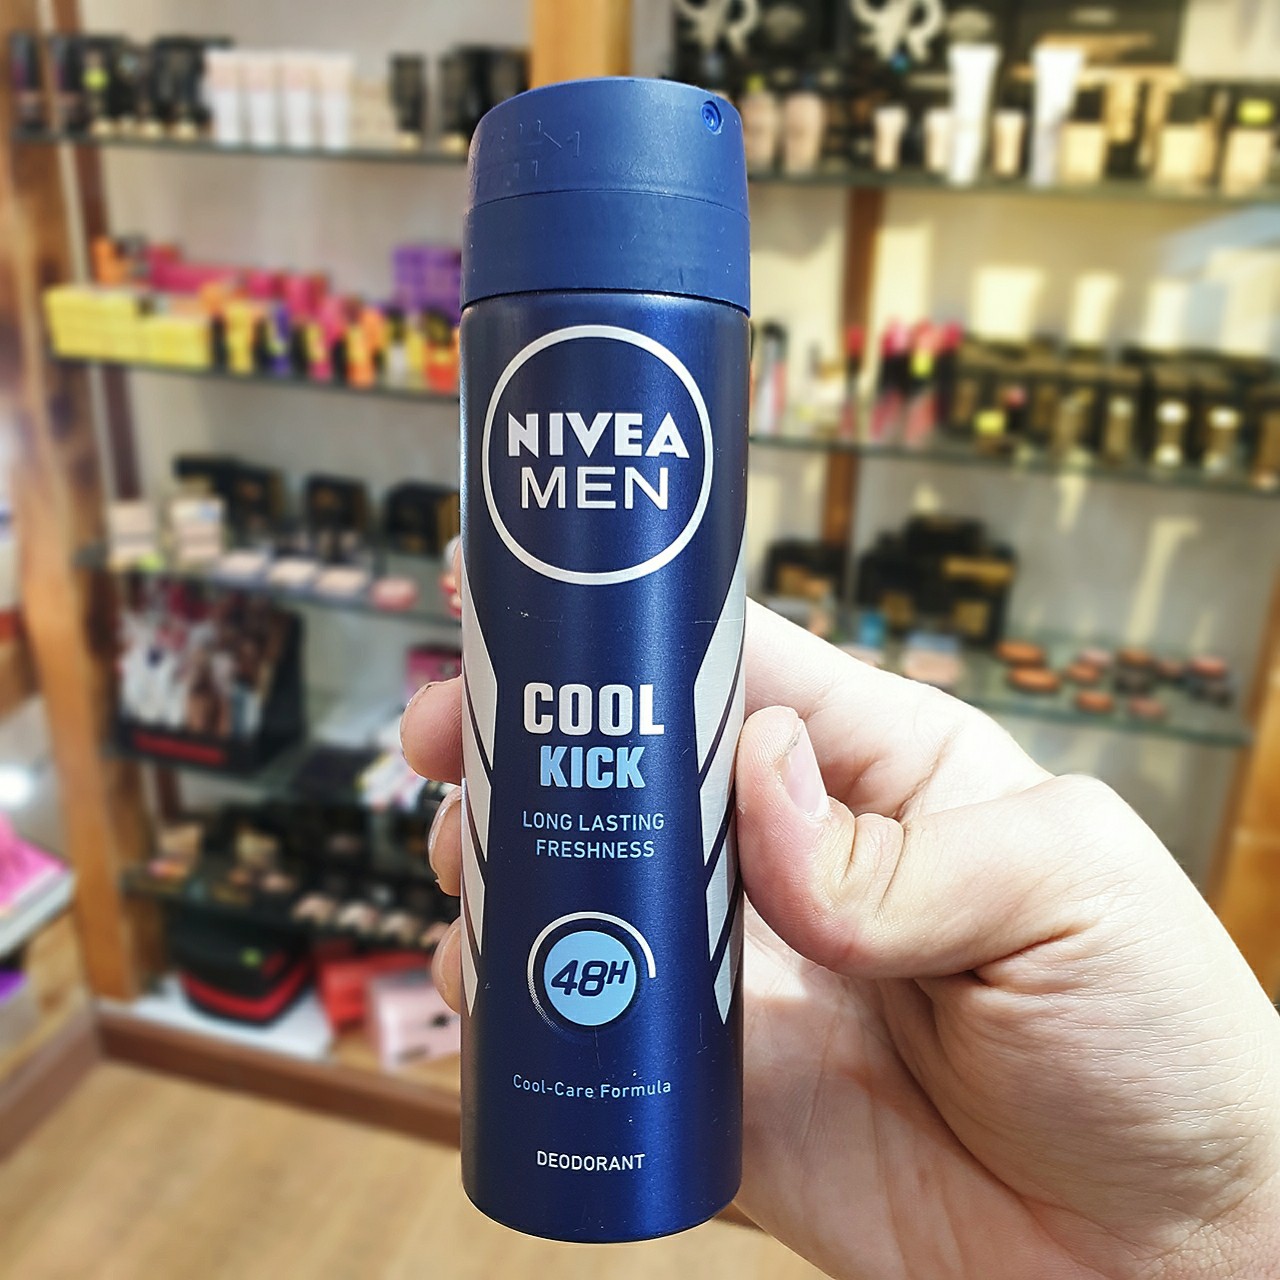 NIVEA
MEN
COOL
KICK
LONG LASTING
FRESHNESS
48H
Cool-Care Formula
DEODORANT